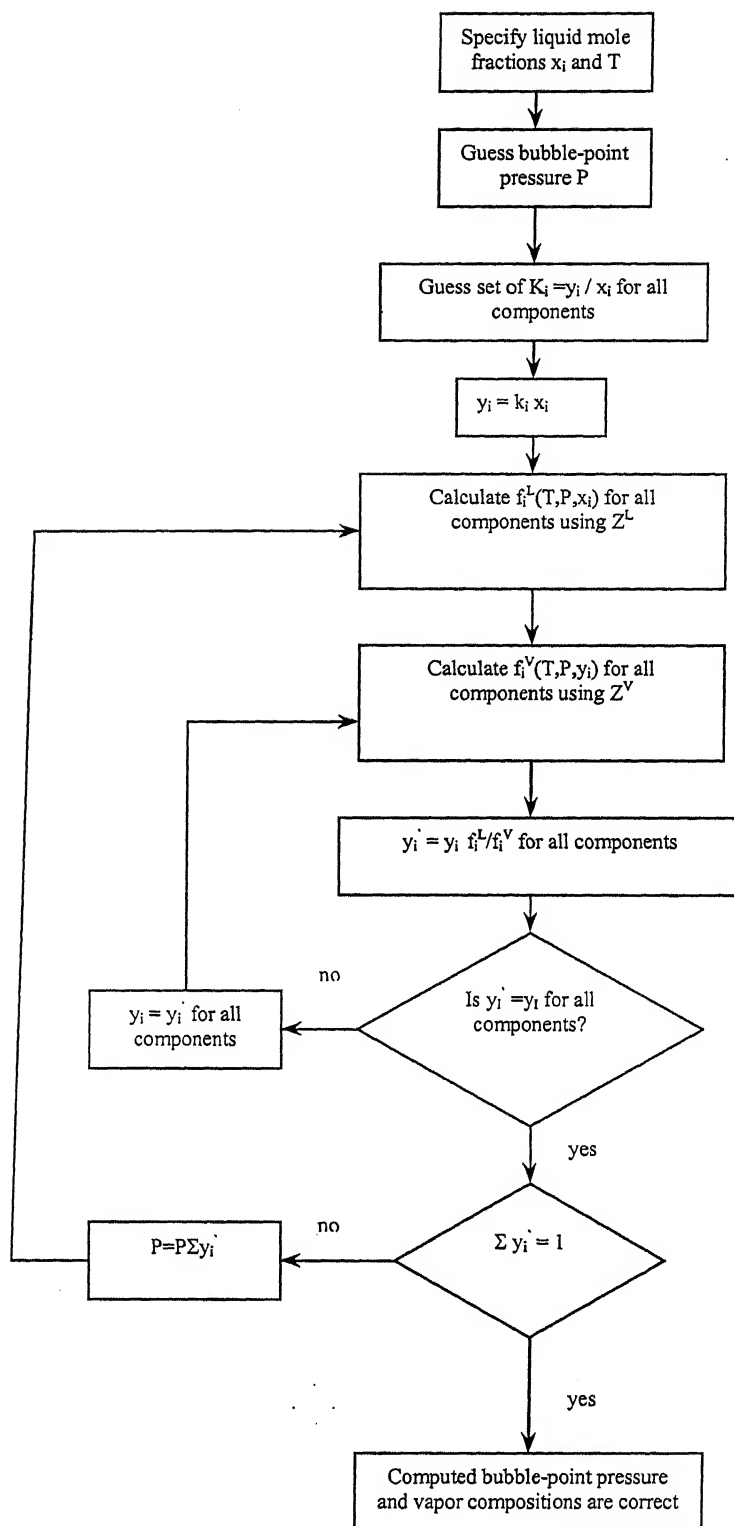 Specify liquid mole
fractions xᵢ and T
Guess bubble-point
pressure P
Guess set of Kᵢ =yᵢ / xᵢ for all
components
yᵢ = kᵢ xᵢ
Calculate fᵢᴸ(T,P,xᵢ) for all
components using Zᴸ
Calculate fᵢⱽ(T,P,yᵢ) for all
components using Zⱽ
yᵢ` = yᵢ fᵢᴸ/fᵢⱽ for all components
no
Is yᵢ` =yI for all
components?
yᵢ = yᵢ` for all
components
yes
no
P=PΣyᵢ`
Σ yᵢ` = 1
yes
Computed bubble-point pressure
and vapor compositions are correct